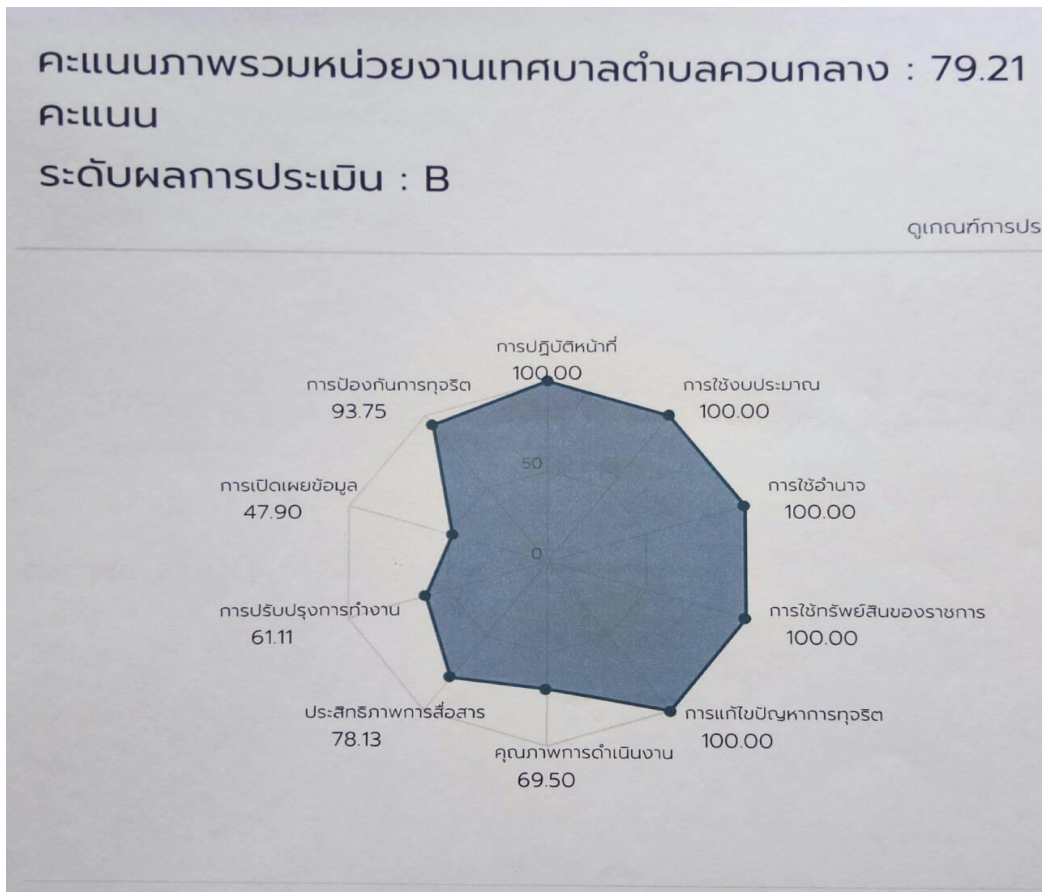 คะแนนภาพรวมหน่วยงานเทศบาลตำบลควนกลาง : 79.21
คะแนน
ระดับผลการประเมิน : B
ดูเกณฑ์การประ
การปฏิบัติหน้าที่
100.00
การป้องกันการทุจริต
93.75
การใช้งบประมาณ
100.00
50
การเปิดเผยข้อมูล
47.90
การใช้อำนาจ
100.00
0
การปรับปรุงการทำงาน
61.11
การใช้ทรัพย์สินของราชการ
100.00
ประสิทธิภาพการสื่อสาร
78.13
การแก้ไขปัญหาการทุจริต
100.00
คุณภาพการดำเนินงาน
69.50